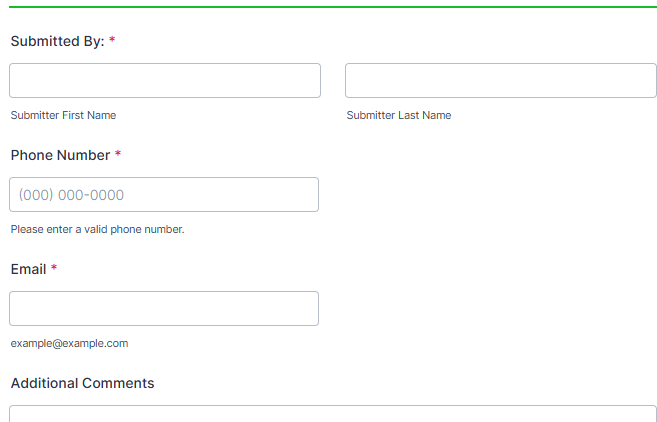 Submitted By: *
Submitter First Name Submitter Last Name
Phone Number *
(000) 000-0000
Please enter a valid phone number.
Email *
example@example.com
Additional Comments